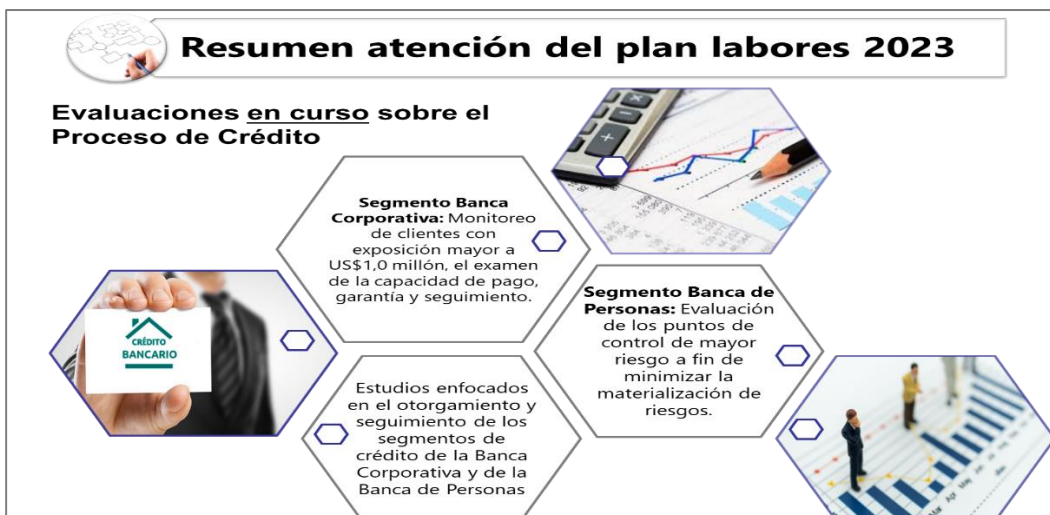 Resumen atención del plan labores 2023
Evaluaciones en curso sobre el
Proceso de Crédito
Segmento Banca
Corporativa: Monitoreo
de clientes con
exposición mayor a
US$1,0 millón, el examen
de la capacidad de pago,
garantía y seguimiento.
Segmento Banca de
Personas: Evaluación
de los puntos de
control de mayor
riesgo a fin de
minimizar la
materialización de
riesgos.
CRÉDITO
BANCARIO
Estudios enfocados
en el otorgamiento y
seguimiento de los
segmentos de
crédito de la Banca
Corporativa y de la
Banca de Personas
Mar Apr May